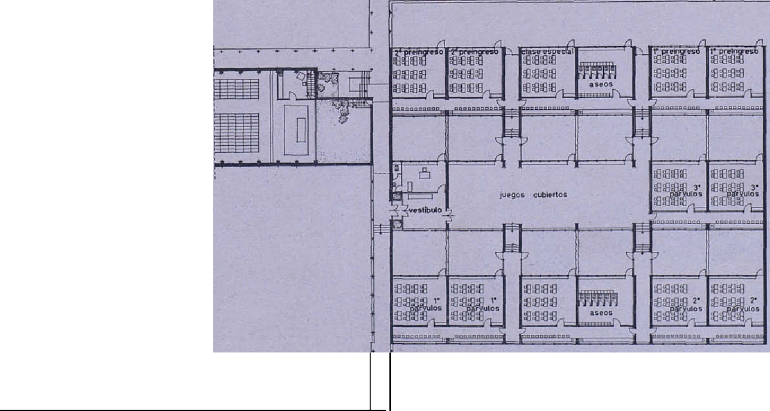 2º preingreso 2º preingreso clase especial 1º preingreso 1º preingreso
aseos
juegos cubiertos
3º
párvulos
3º
párvulos
vestíbulo
1º
párvulos
1º
párvulos
2º
párvulos
2º
párvulos
aseos